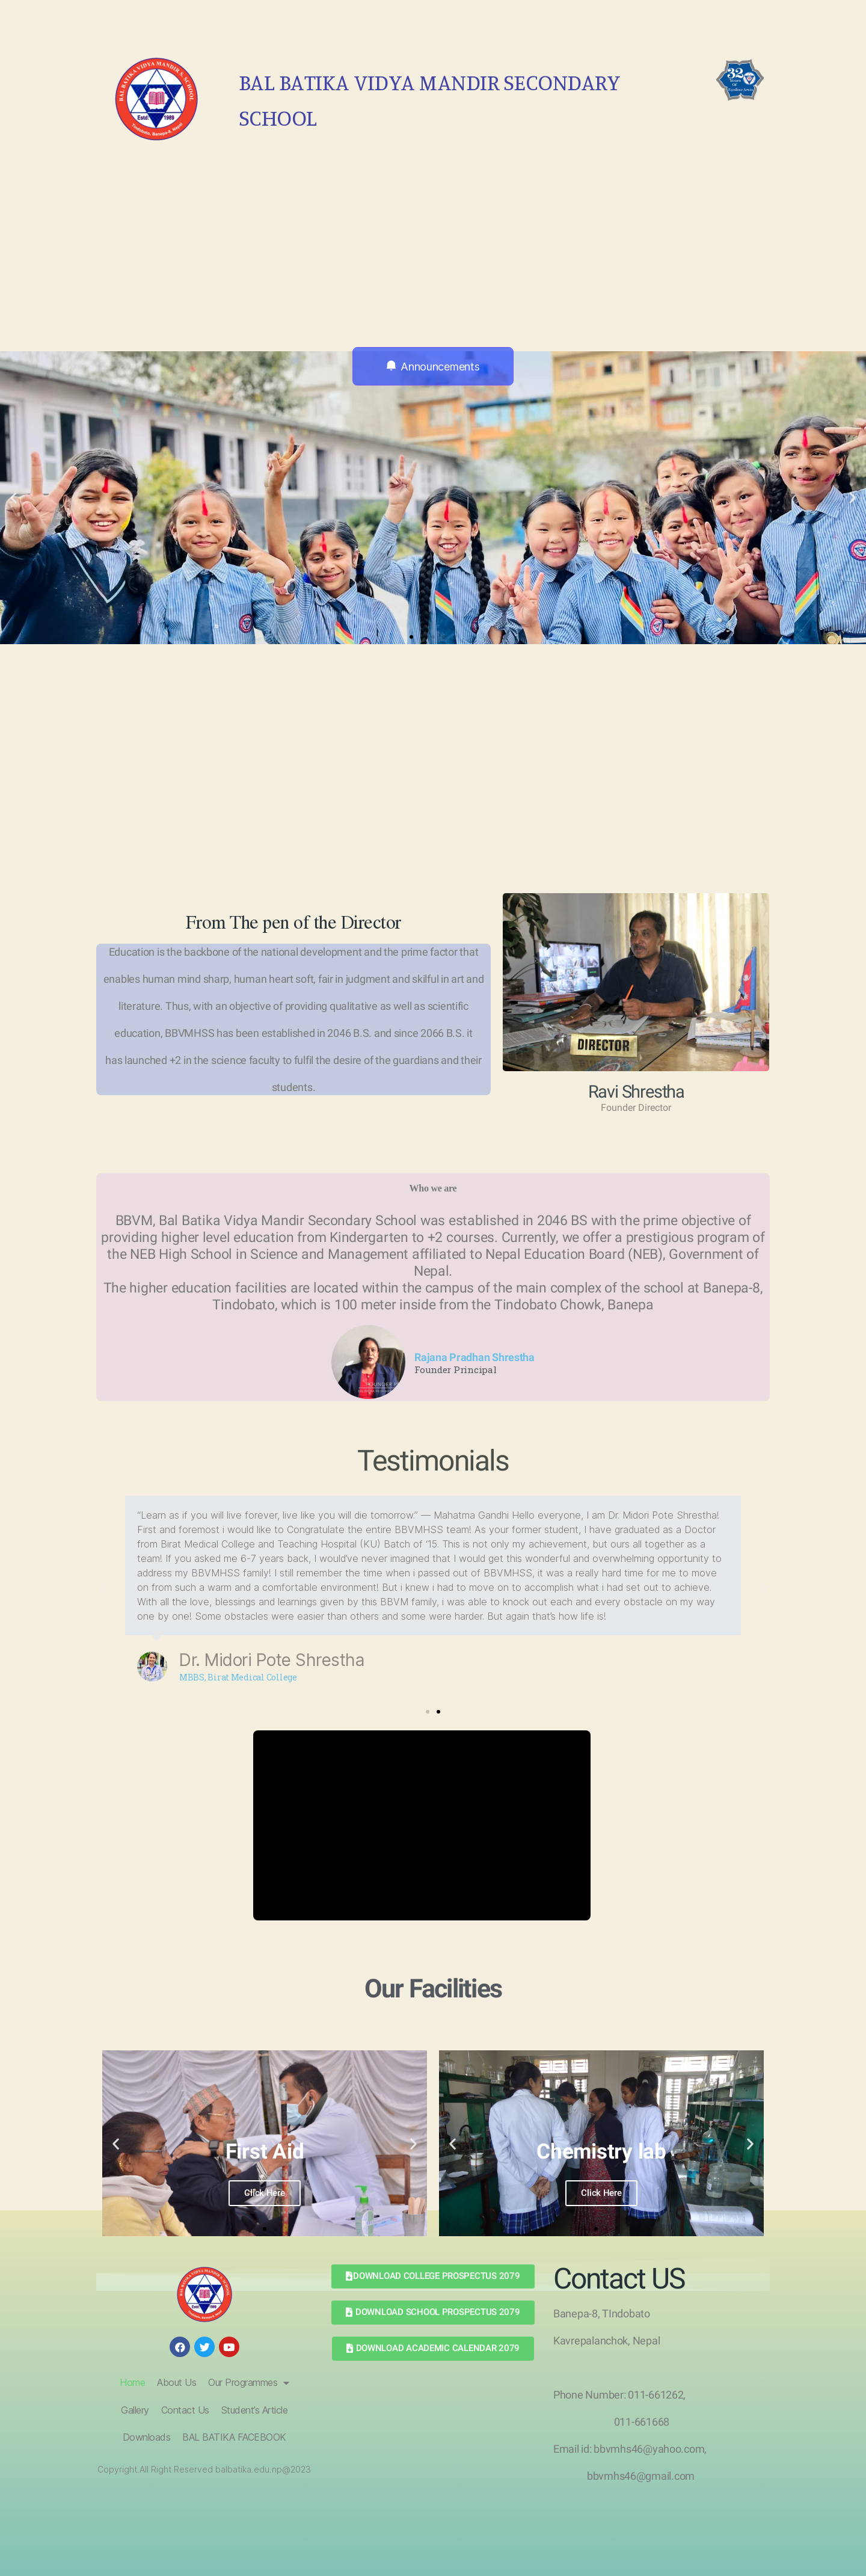 BAL BATIKA VIDYA MANDIR'S SCHOOL
Estd: 1989
Tindobato, Banepa-8, Nepal
BAL BATIKA VIDYA MANDIR SECONDARY
SCHOOL
32
Years
Of
Excellence
Announcements
From The pen of the Director
Education is the backbone of the national development and the prime factor that
enables human mind sharp, human heart soft, fair in judgment and skilful in art and
literature. Thus, with an objective of providing qualitative as well as scientific
education, BBVMHSS has been established in 2046 B.S. and since 2066 B.S. it
has launched +2 in the science faculty to fulfil the desire of the guardians and their
students.
DIRECTOR
Ravi Shrestha
Founder Director
Who we are
BBVM, Bal Batika Vidya Mandir Secondary School was established in 2046 BS with the prime objective of
providing higher level education from Kindergarten to +2 courses. Currently, we offer a prestigious program of
the NEB High School in Science and Management affiliated to Nepal Education Board (NEB), Government of
Nepal.
The higher education facilities are located within the campus of the main complex of the school at Banepa-8,
Tindobato, which is 100 meter inside from the Tindobato Chowk, Banepa
Rajana Pradhan Shrestha
Founder Principal
Testimonials
“Learn as if you will live forever, live like you will die tomorrow.” — Mahatma Gandhi Hello everyone, I am Dr. Midori Pote Shrestha!
First and foremost i would like to Congratulate the entire BBVMHSS team! As your former student, I have graduated as a Doctor
from Birat Medical College and Teaching Hospital (KU) Batch of '15. This is not only my achievement, but ours all together as a
team! If you asked me 6-7 years back, I would've never imagined that I would get this wonderful and overwhelming opportunity to
address my BBVMHSS family! I still remember the time when i passed out of BBVMHSS, it was a really hard time for me to move
on from such a warm and a comfortable environment! But i knew i had to move on to accomplish what i had set out to achieve.
With all the love, blessings and learnings given by this BBVM family, i was able to knock out each and every obstacle on my way
one by one! Some obstacles were easier than others and some were harder. But again that's how life is!
Dr. Midori Pote Shrestha
MBBS, Birat Medical College
Our Facilities
First Aid
Click Here
Chemistry lab
Click Here
DOWNLOAD COLLEGE PROSPECTUS 2079
DOWNLOAD SCHOOL PROSPECTUS 2079
DOWNLOAD ACADEMIC CALENDAR 2079
Contact US
Banepa-8, TIndobato
Kavrepalanchok, Nepal
Phone Number: 011-661262,
011-661668
Email id: bbvmhs46@yahoo.com,
bbvmhs46@gmail.com
Home About Us Our Programmes
Gallery Contact Us Student's Article
Downloads BAL BATIKA FACEBOOK
Copyright.All Right Reserved balbatika.edu.np@2023